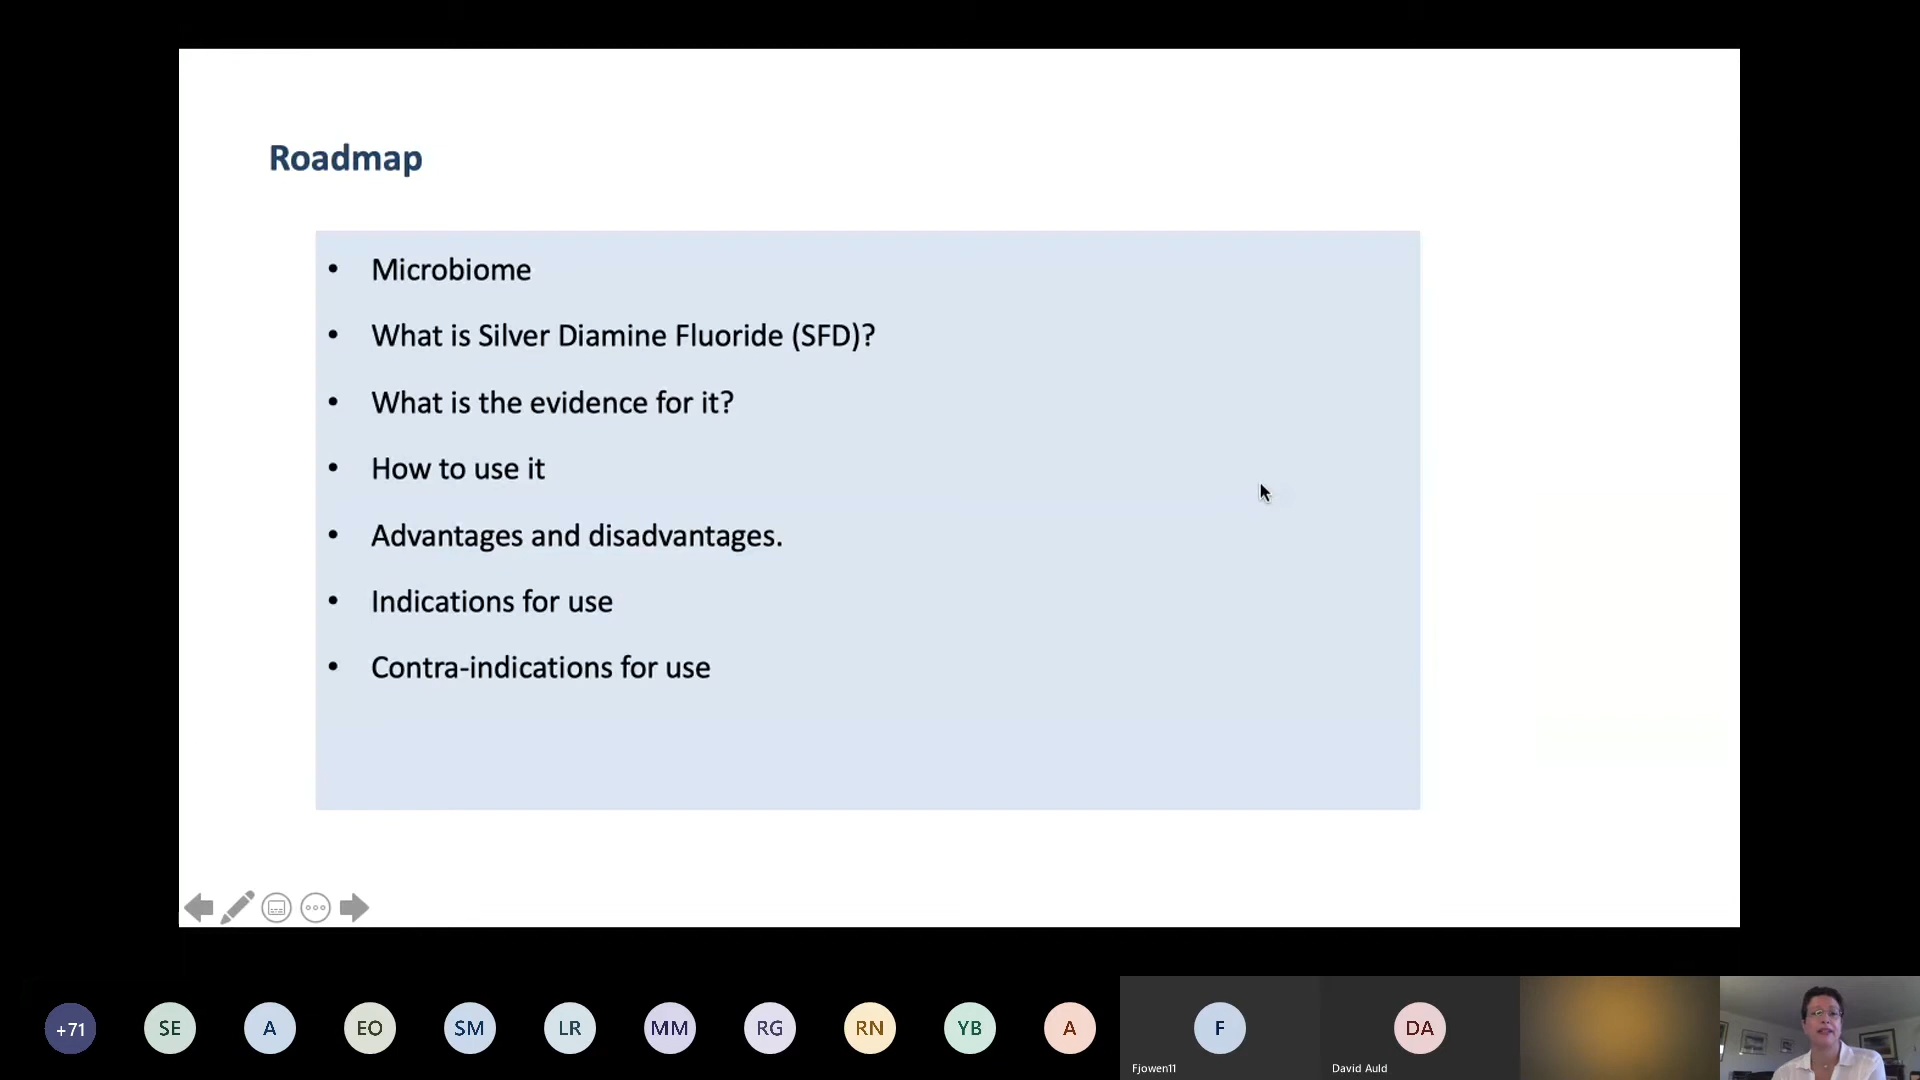 Roadmap
• Microbiome
• What is Silver Diamine Fluoride (SFD)?
• What is the evidence for it?
• How to use it
• Advantages and disadvantages.
• Indications for use
• Contra-indications for use
+71
SE
A
EO
SM
LR
MM
RG
RN
YB
A
F
DA
Fjowen11
David Auld